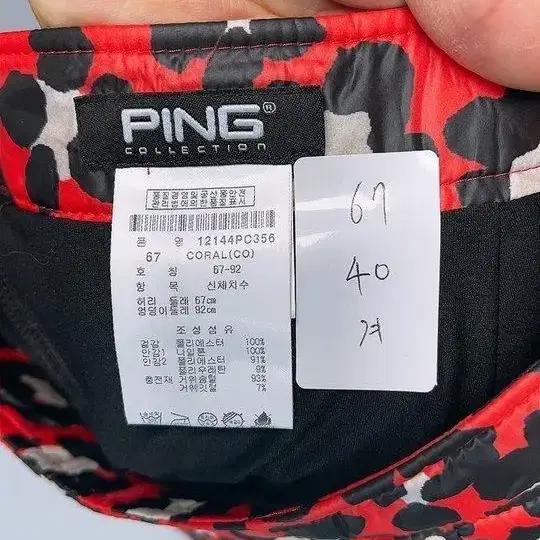 PING®
COLLECTION
품 명 12144PC356
67 CORAL(CO)
호 칭 67-92
항 목 신체치수
허리 둘레 67cm
엉덩이둘레 92cm
조 성 섬 유
겉감 폴리에스터 100%
안감1 나일론 100%
안감2 폴리에스터 91%
폴리우레탄 9%
충전재 거위솜털 93%
거위깃털 7%
67
40
겨